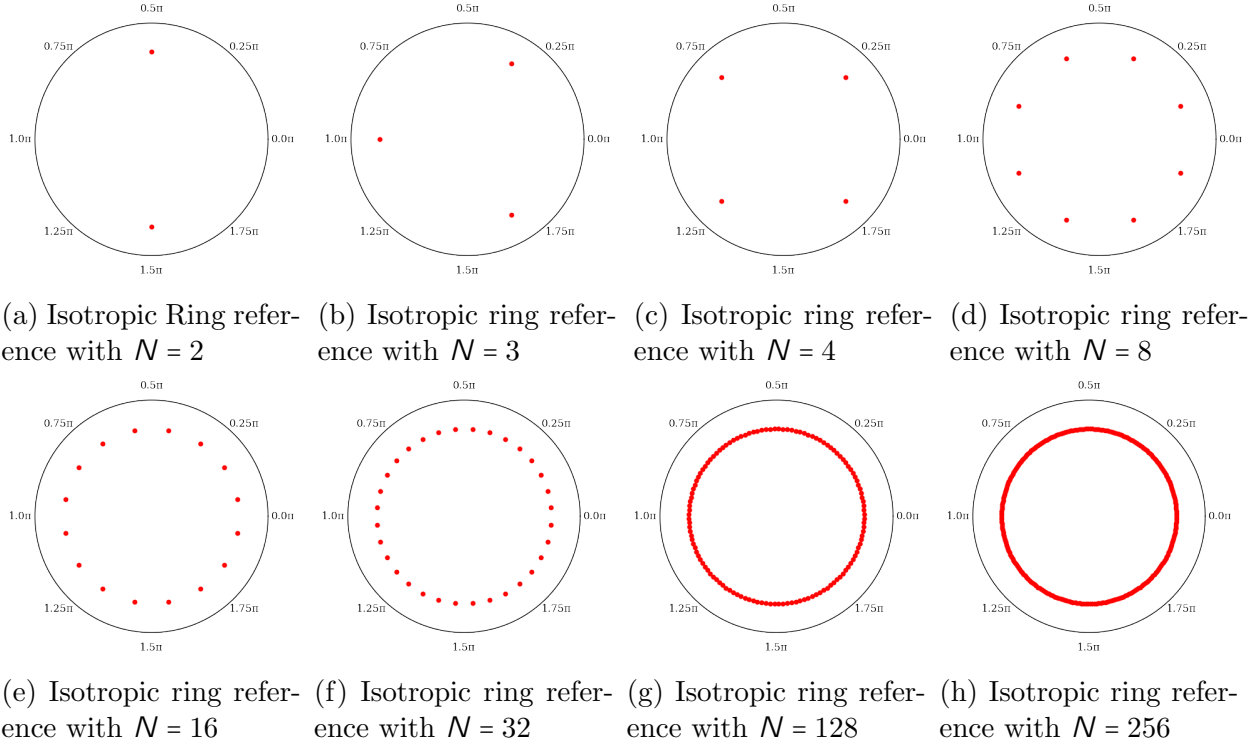 0.5π 0.5π 0.5π 0.5π
0.75π 0.25π 0.75π 0.25π 0.75π 0.25π 0.75π 0.25π
1.0π 0.0π 1.0π 0.0π 1.0π 0.0π 1.0π 0.0π
1.25π 1.75π 1.25π 1.75π 1.25π 1.75π 1.25π 1.75π
1.5π 1.5π 1.5π 1.5π
(a) Isotropic Ring refer-
ence with N = 2
(b) Isotropic ring refer-
ence with N = 3
(c) Isotropic ring refer-
ence with N = 4
(d) Isotropic ring refer-
ence with N = 8
0.5π 0.5π 0.5π 0.5π
0.75π 0.25π 0.75π 0.25π 0.75π 0.25π 0.75π 0.25π
1.0π 0.0π 1.0π 0.0π 1.0π 0.0π 1.0π 0.0π
1.25π 1.75π 1.25π 1.75π 1.25π 1.75π 1.25π 1.75π
1.5π 1.5π 1.5π 1.5π
(e) Isotropic ring refer-
ence with N = 16
(f) Isotropic ring refer-
ence with N = 32
(g) Isotropic ring refer-
ence with N = 128
(h) Isotropic ring refer-
ence with N = 256